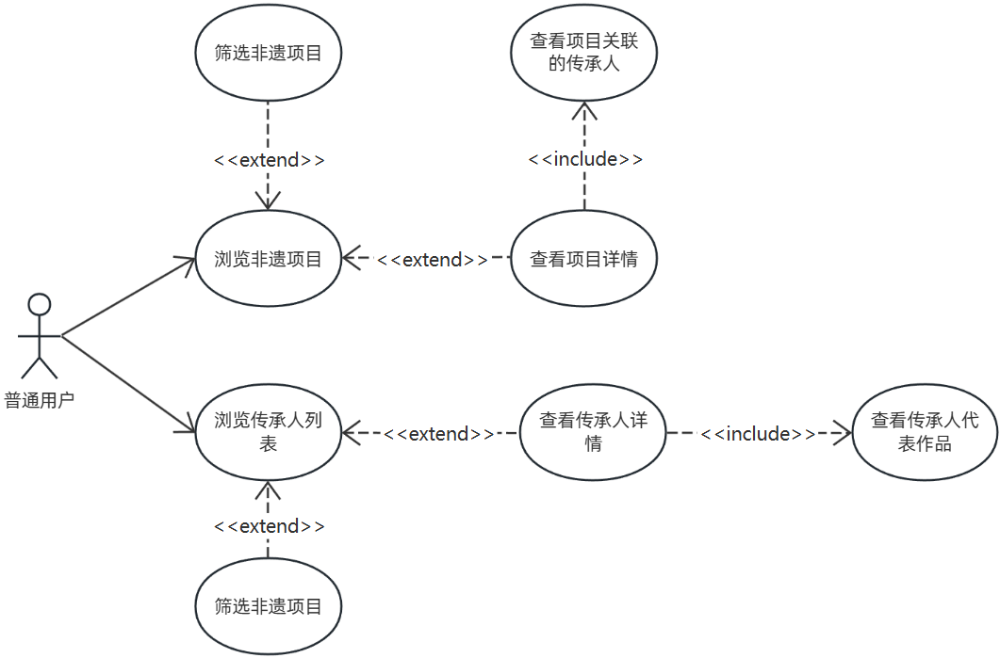 筛选非遗项目
查看项目关联
的传承人
<<extend>>
<<include>>
浏览非遗项目
<<extend>>
查看项目详情
普通用户
浏览传承人列
表
<<extend>>
查看传承人详
情
<<include>>
查看传承人代
表作品
<<extend>>
筛选非遗项目